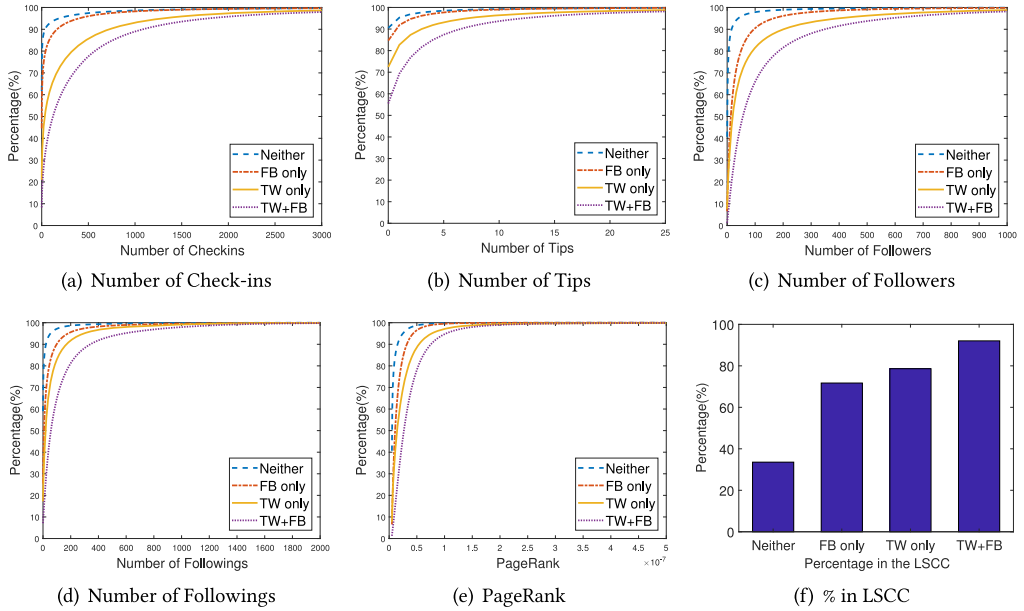 100
90
80
70
60
50
40
30
20
10
0
Percentage(%)
0 500 1000 1500 2000 2500 3000
Number of Checkins
Neither
FB only
TW only
TW+FB
(a) Number of Check-ins
100
90
80
70
60
50
40
30
20
10
0
Percentage(%)
0 5 10 15 20 25
Number of Tips
Neither
FB only
TW only
TW+FB
(b) Number of Tips
100
90
80
70
60
50
40
30
20
10
0
Percentage(%)
0 100 200 300 400 500 600 700 800 900 1000
Number of Followers
Neither
FB only
TW only
TW+FB
(c) Number of Followers
100
90
80
70
60
50
40
30
20
10
0
Percentage(%)
0 200 400 600 800 1000 1200 1400 1600 1800 2000
Number of Followings
Neither
FB only
TW only
TW+FB
(d) Number of Followings
100
90
80
70
60
50
40
30
20
10
0
Percentage(%)
0 0.5 1 1.5 2 2.5 3 3.5 4 4.5 5
PageRank ×10⁻⁷
Neither
FB only
TW only
TW+FB
(e) PageRank
100
80
60
40
20
0
Percentage(%)
Neither FB only TW only TW+FB
Percentage in the LSCC
(f) % in LSCC